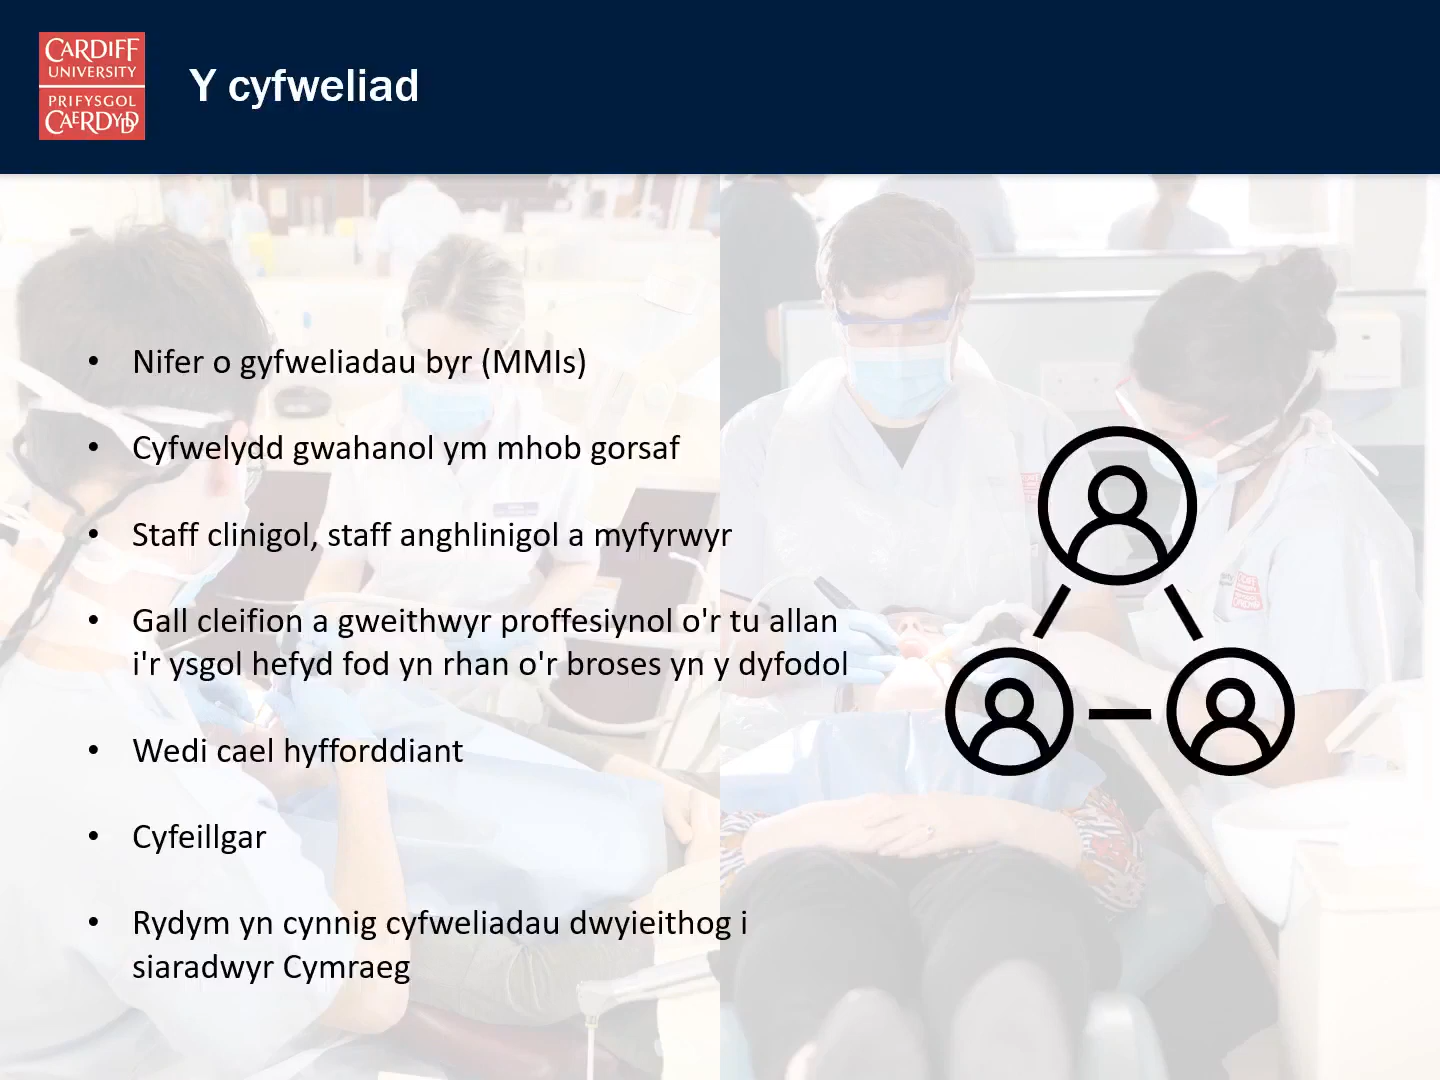 CARDIFF
UNIVERSITY
PRIFYSGOL
CAERDYDD
Y cyfweliad
• Nifer o gyfweliadau byr (MMIs)
• Cyfwelydd gwahanol ym mhob gorsaf
• Staff clinigol, staff anghlinigol a myfyrwyr
• Gall cleifion a gweithwyr proffesiynol o'r tu allan
i'r ysgol hefyd fod yn rhan o'r broses yn y dyfodol
• Wedi cael hyfforddiant
• Cyfeillgar
• Rydym yn cynnig cyfweliadau dwyieithog i
siaradwyr Cymraeg